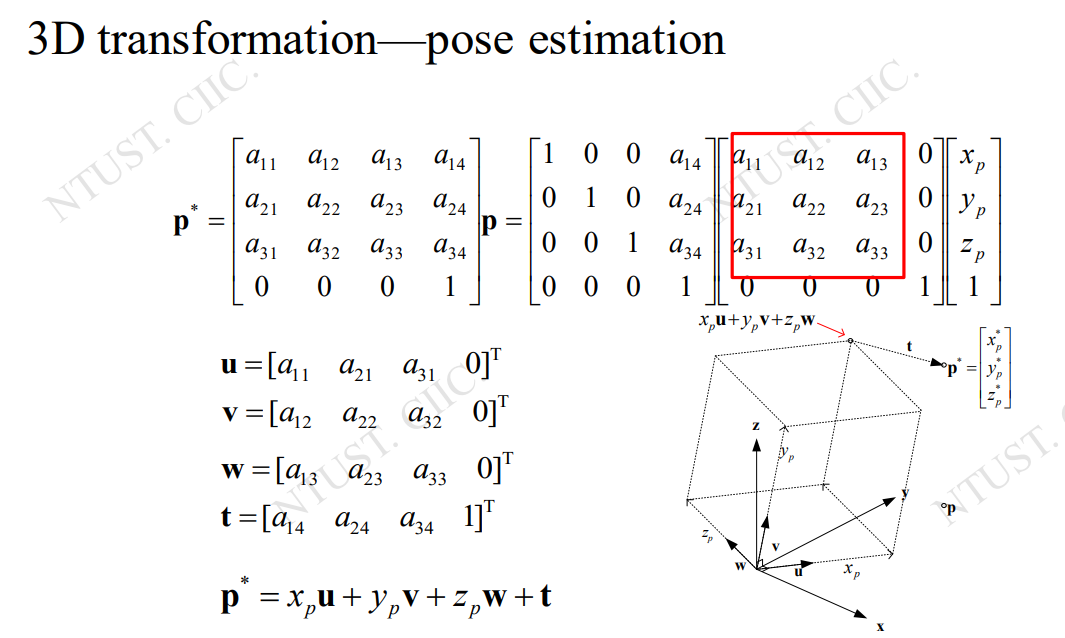 3D transformation—pose estimation
NTUST. CIIC.
NTUST. CIIC.
p* = [a11 a12 a13 a14; a21 a22 a23 a24; a31 a32 a33 a34; 0 0 0 1] p = [1 0 0 a14; 0 1 0 a24; 0 0 1 a34; 0 0 0 1] [a11 a12 a13 0; a21 a22 a23 0; a31 a32 a33 0; 0 0 0 1] [xp; yp; zp; 1]
u = [a11 a21 a31 0]T
v = [a12 a22 a32 0]T
w = [a13 a23 a33 0]T
t = [a14 a24 a34 1]T
p* = xpu + ypv + zpw + t
NTUST. CIIC.
xpu+ypv+zpw
t
p* = [xp*; yp*; zp*]
z
yp
y
p
zp
v
w
u
xp
x
NTUST. C